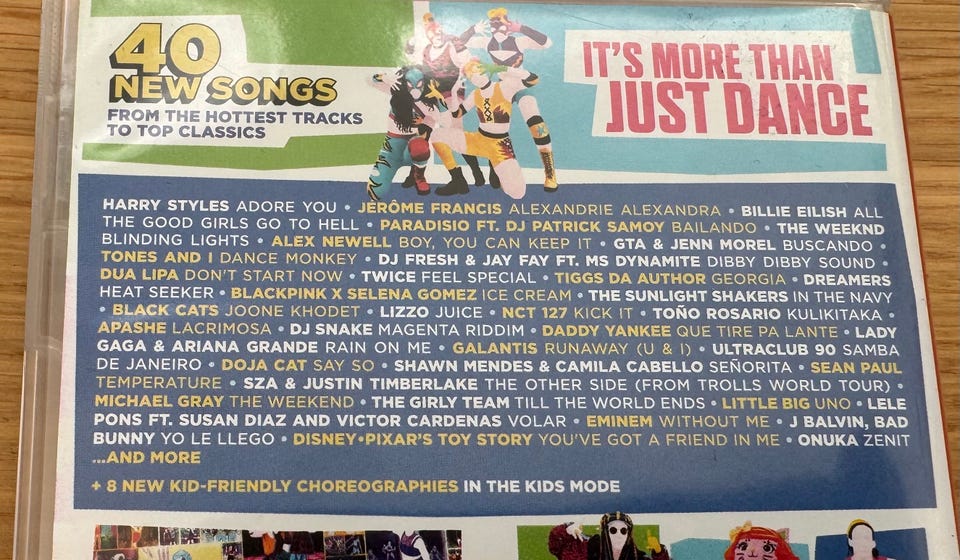 40
NEW SONGS
FROM THE HOTTEST TRACKS
TO TOP CLASSICS
IT'S MORE THAN
JUST DANCE
HARRY STYLES ADORE YOU • JERÔME FRANCIS ALEXANDRIE ALEXANDRA • BILLIE EILISH ALL
THE GOOD GIRLS GO TO HELL • PARADISIO FT. DJ PATRICK SAMOY BAILANDO • THE WEEKND
BLINDING LIGHTS • ALEX NEWELL BOY, YOU CAN KEEP IT • GTA & JENN MOREL BUSCANDO •
TONES AND I DANCE MONKEY • DJ FRESH & JAY FAY FT. MS DYNAMITE DIBBY DIBBY SOUND •
DUA LIPA DON'T START NOW • TWICE FEEL SPECIAL • TIGGS DA AUTHOR GEORGIA • DREAMERS
HEAT SEEKER • BLACKPINK X SELENA GOMEZ ICE CREAM • THE SUNLIGHT SHAKERS IN THE NAVY
• BLACK CATS JOONE KHODET • LIZZO JUICE • NCT 127 KICK IT • TOÑO ROSARIO KULIKITAKA •
APASHE LACRIMOSA • DJ SNAKE MAGENTA RIDDIM • DADDY YANKEE QUE TIRE PA LANTE • LADY
GAGA & ARIANA GRANDE RAIN ON ME • GALANTIS RUNAWAY (U & I) • ULTRACLUB 90 SAMBA
DE JANEIRO • DOJA CAT SAY SO • SHAWN MENDES & CAMILA CABELLO SEÑORITA • SEAN PAUL
TEMPERATURE • SZA & JUSTIN TIMBERLAKE THE OTHER SIDE (FROM TROLLS WORLD TOUR) •
MICHAEL GRAY THE WEEKEND • THE GIRLY TEAM TILL THE WORLD ENDS • LITTLE BIG UNO • LELE
PONS FT. SUSAN DIAZ AND VICTOR CARDENAS VOLAR • EMINEM WITHOUT ME • J BALVIN, BAD
BUNNY YO LE LLEGO • DISNEY•PIXAR'S TOY STORY YOU'VE GOT A FRIEND IN ME • ONUKA ZENIT
...AND MORE
+ 8 NEW KID-FRIENDLY CHOREOGRAPHIES IN THE KIDS MODE